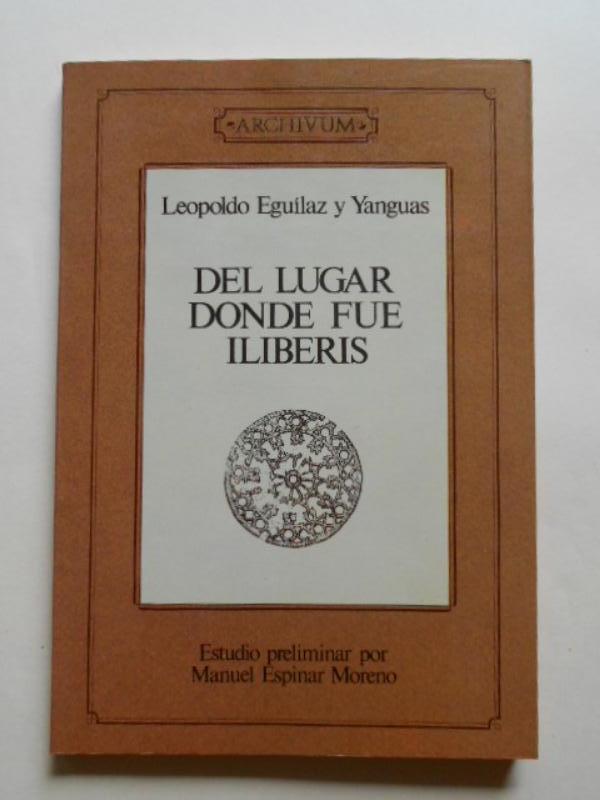 ARCHIVUM
Leopoldo Eguílaz y Yanguas
DEL LUGAR
DONDE FUE
ILIBERIS
Estudio preliminar por
Manuel Espinar Moreno